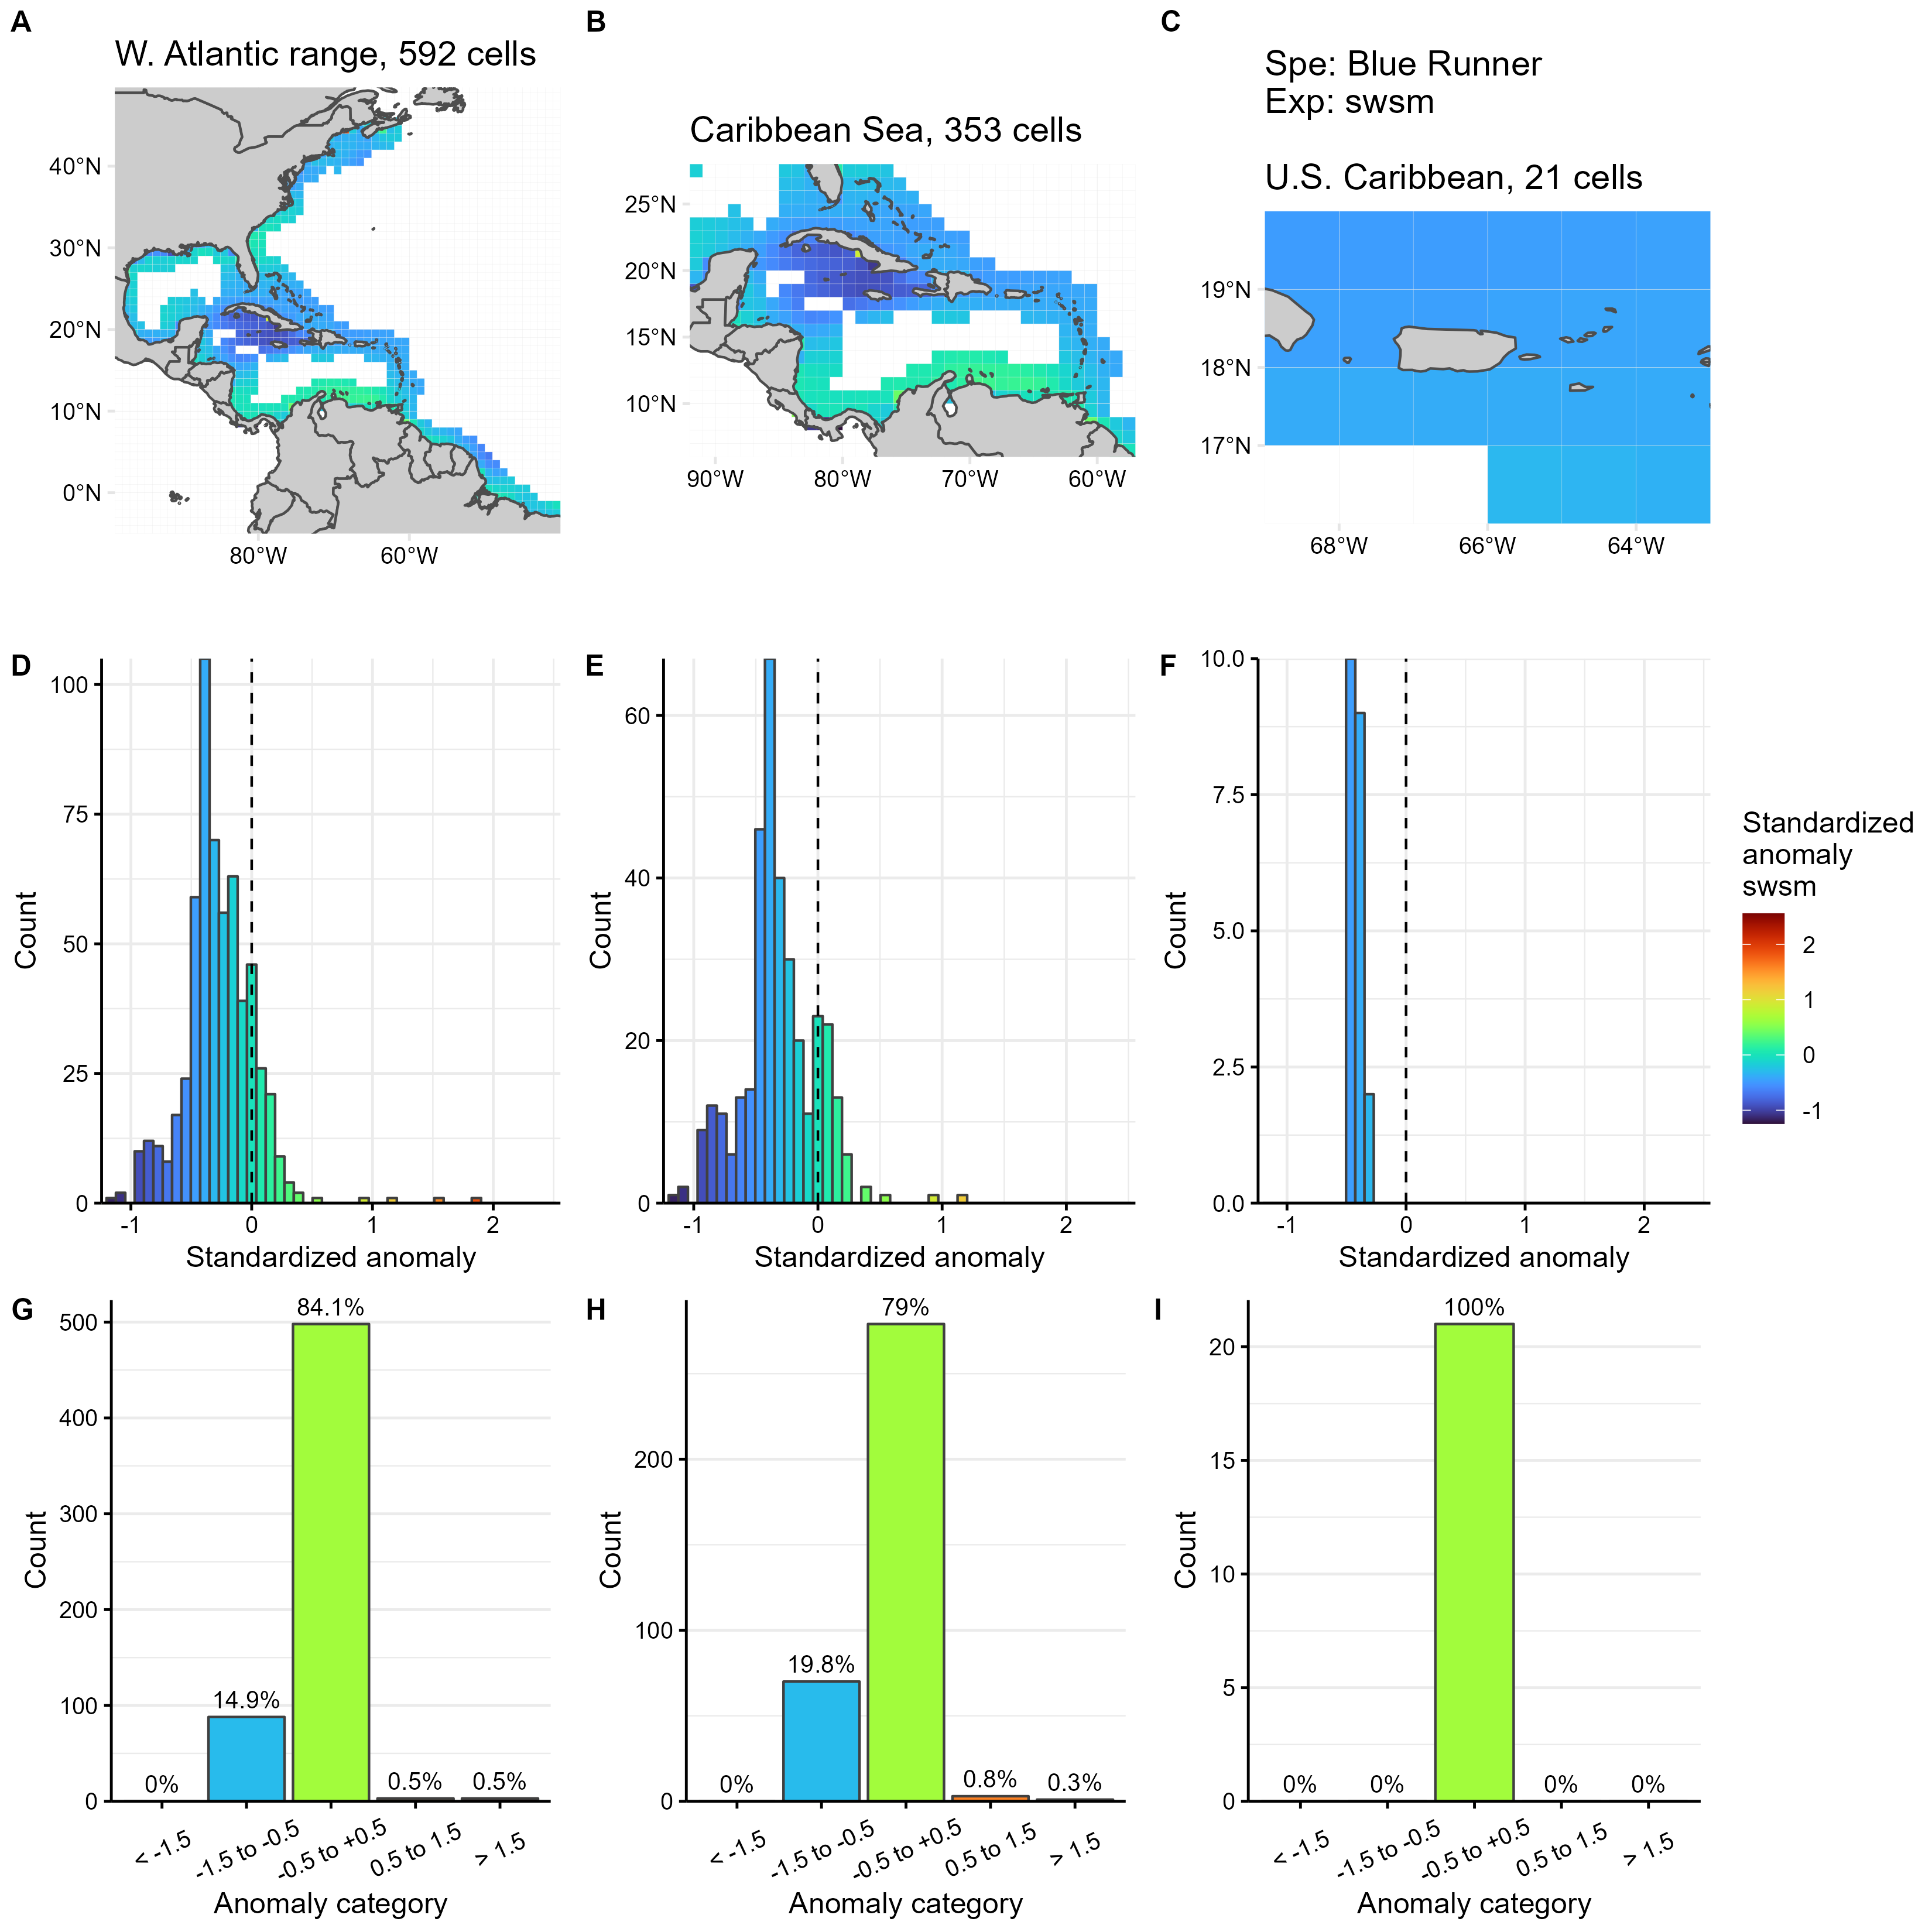 A
B
C
W. Atlantic range, 592 cells
Caribbean Sea, 353 cells
Spe: Blue Runner
Exp: swsm
U.S. Caribbean, 21 cells
40°N
30°N
20°N
10°N
0°N
80°W
60°W
25°N
20°N
15°N
10°N
90°W
80°W
70°W
60°W
19°N
18°N
17°N
68°W
66°W
64°W
D
100
75
50
25
0
Count
-1
0
1
2
Standardized anomaly
E
60
40
20
0
Count
-1
0
1
2
Standardized anomaly
F
10.0
7.5
5.0
2.5
0.0
Count
-1
0
1
2
Standardized anomaly
Standardized
anomaly
swsm
2
1
0
-1
G
500
400
300
200
100
0
Count
0%
14.9%
84.1%
0.5%
0.5%
< -1.5
-1.5 to -0.5
-0.5 to +0.5
0.5 to 1.5
> 1.5
Anomaly category
H
200
100
0
Count
0%
19.8%
79%
0.8%
0.3%
< -1.5
-1.5 to -0.5
-0.5 to +0.5
0.5 to 1.5
> 1.5
Anomaly category
I
20
15
10
5
0
Count
0%
0%
100%
0%
0%
< -1.5
-1.5 to -0.5
-0.5 to +0.5
0.5 to 1.5
> 1.5
Anomaly category